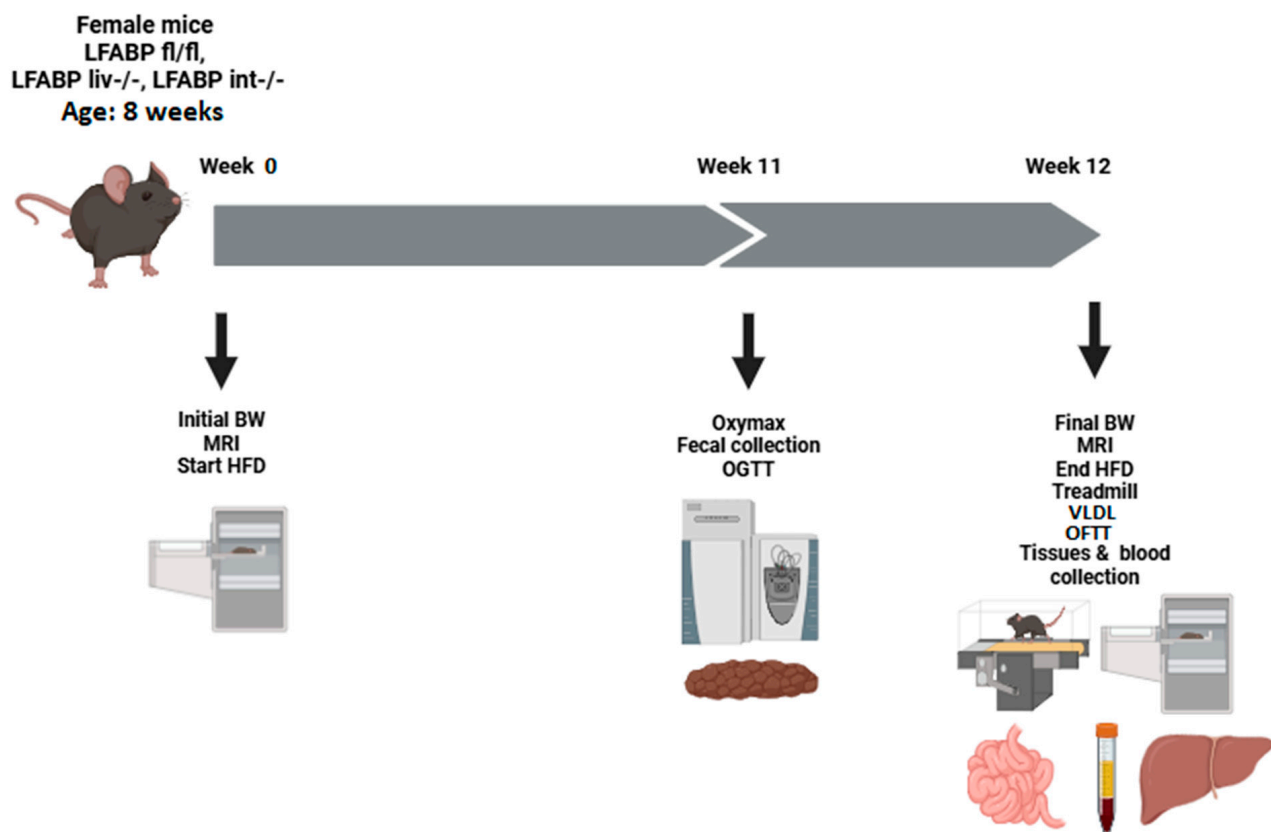 Female mice
LFABP fl/fl,
LFABP liv-/-, LFABP int-/-
Age: 8 weeks
Week 0
Week 11
Week 12
Initial BW
MRI
Start HFD
Oxymax
Fecal collection
OGTT
Final BW
MRI
End HFD
Treadmill
VLDL
OFTT
Tissues & blood
collection